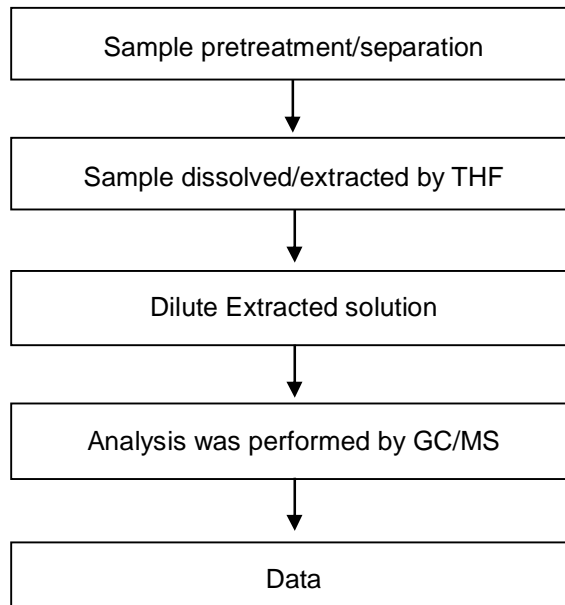 Sample pretreatment/separation
Sample dissolved/extracted by THF
Dilute Extracted solution
Analysis was performed by GC/MS
Data